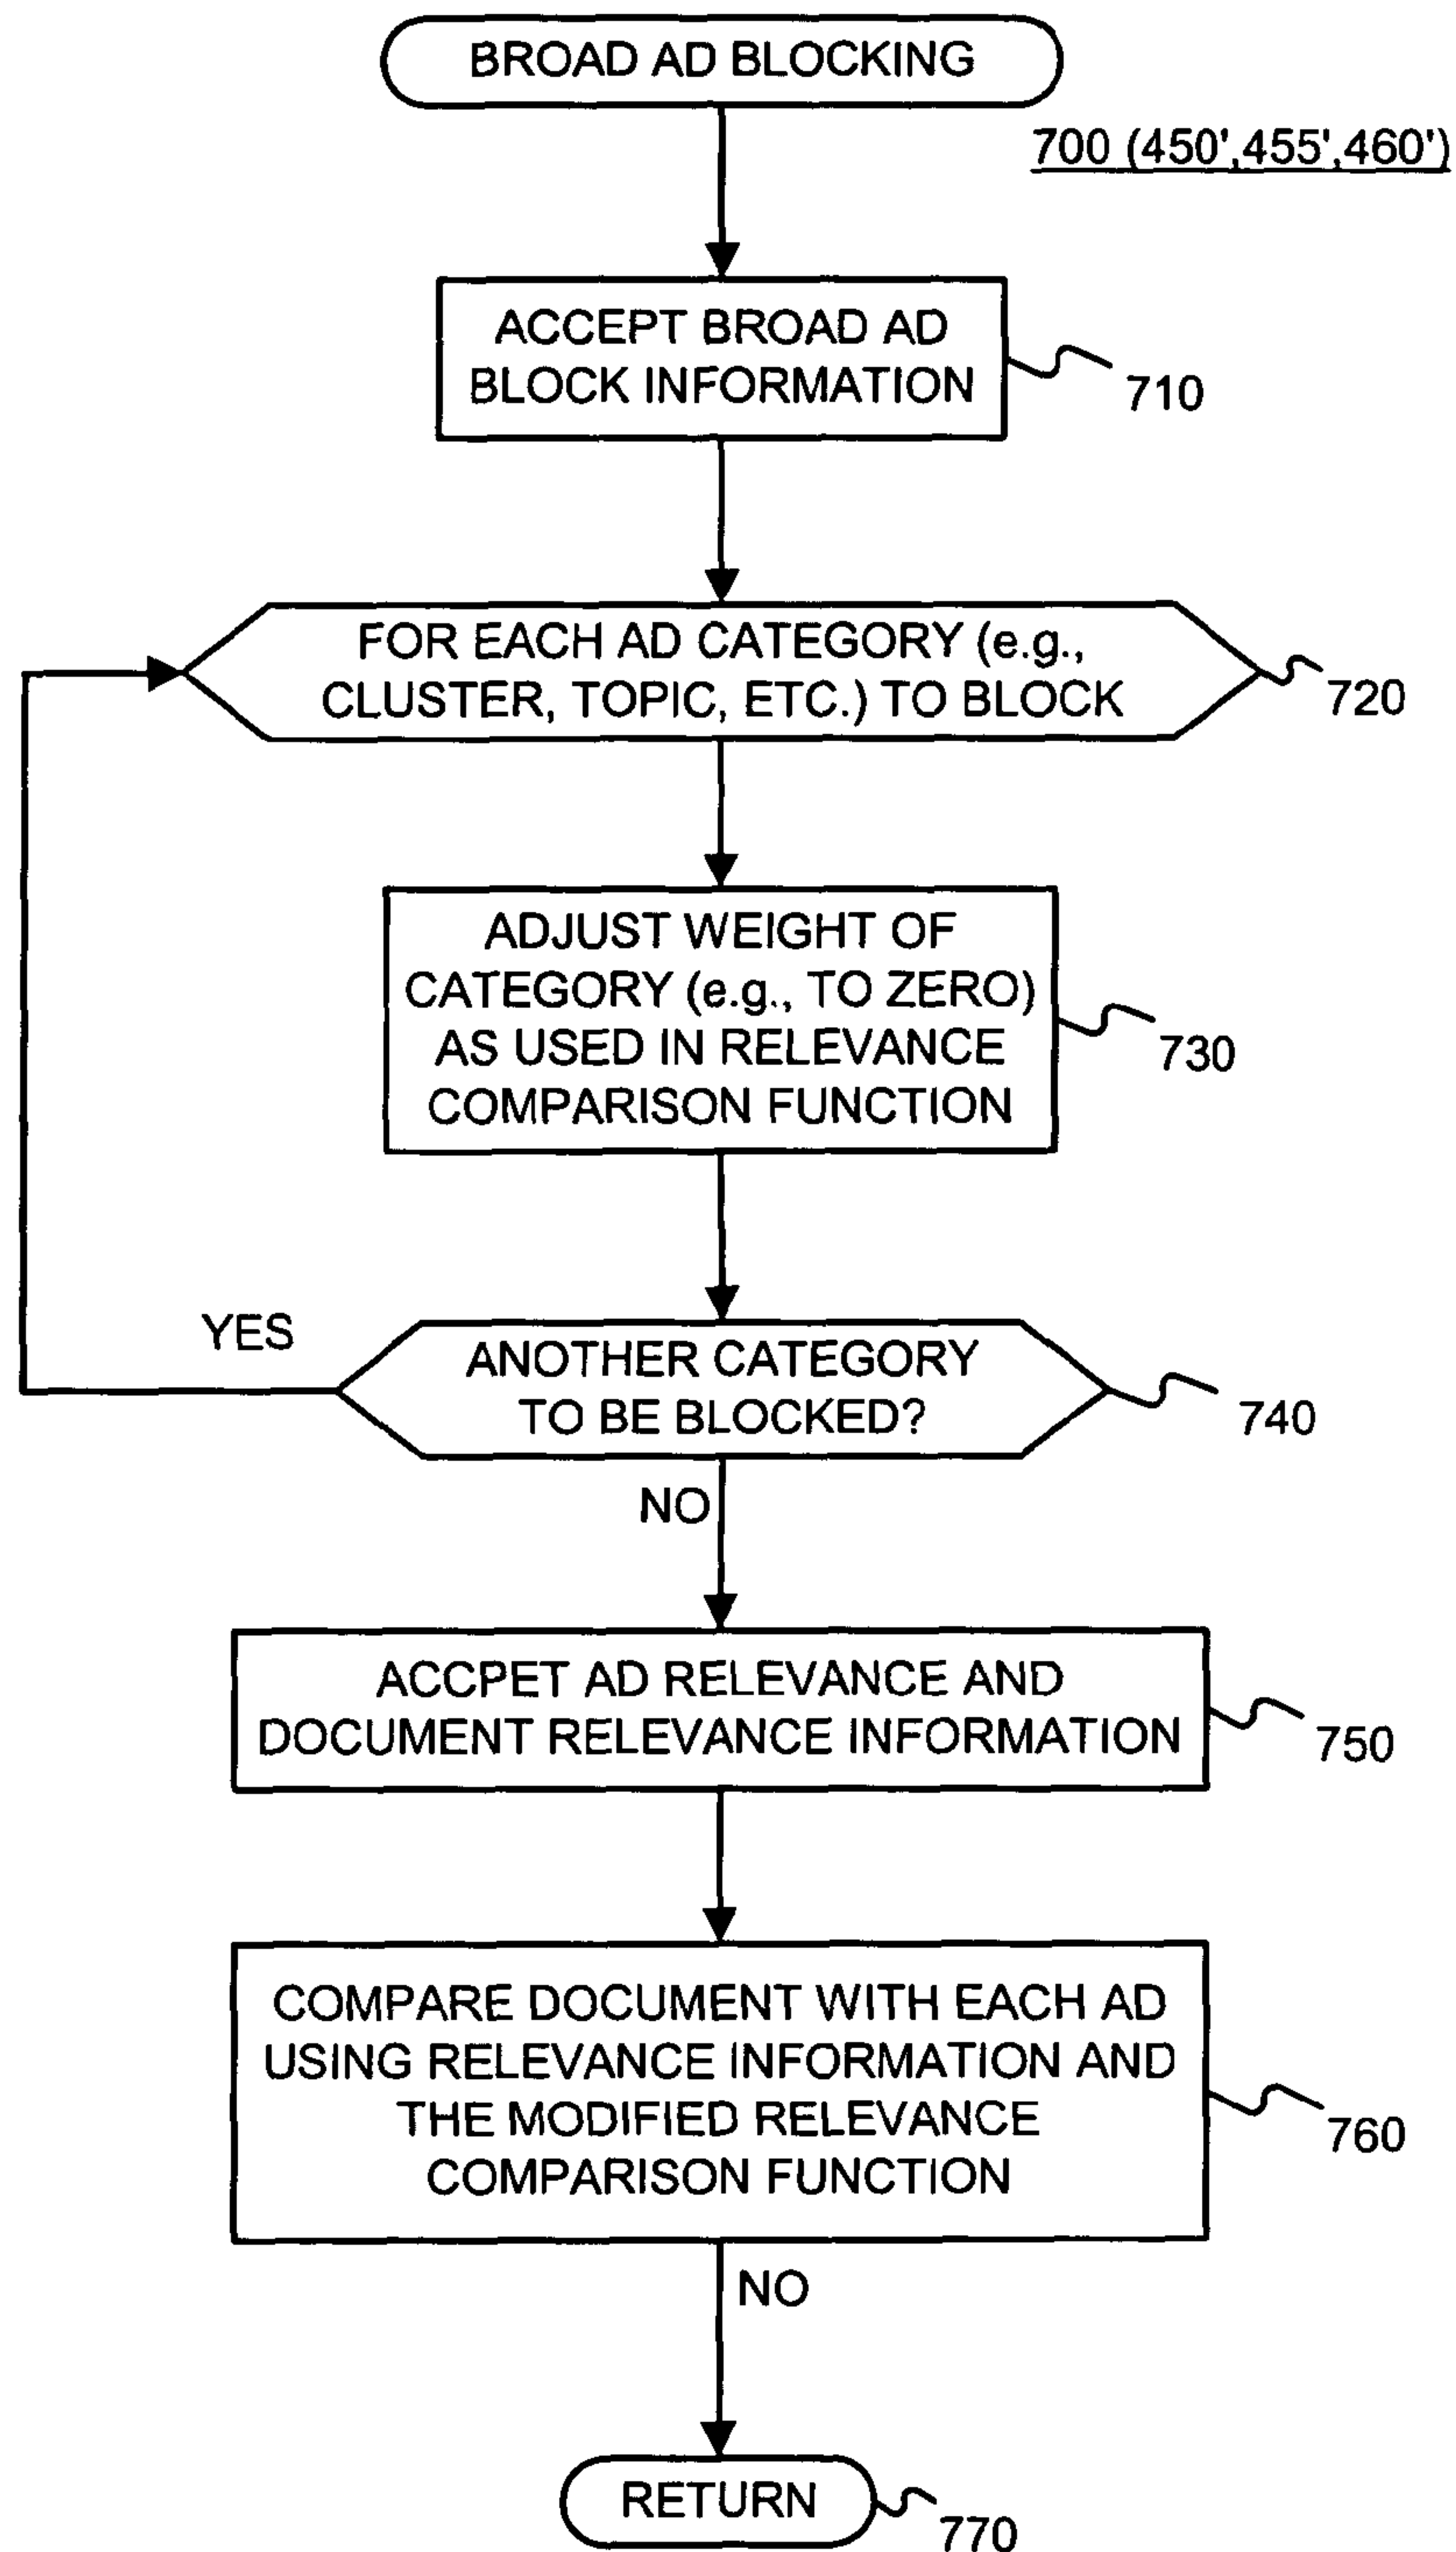 BROAD AD BLOCKING
700 (450',455',460')
ACCEPT BROAD AD
BLOCK INFORMATION
710
FOR EACH AD CATEGORY (e.g.,
CLUSTER, TOPIC, ETC.) TO BLOCK
720
ADJUST WEIGHT OF
CATEGORY (e.g., TO ZERO)
AS USED IN RELEVANCE
COMPARISON FUNCTION
730
YES
ANOTHER CATEGORY
TO BE BLOCKED?
740
NO
ACCPET AD RELEVANCE AND
DOCUMENT RELEVANCE INFORMATION
750
COMPARE DOCUMENT WITH EACH AD
USING RELEVANCE INFORMATION AND
THE MODIFIED RELEVANCE
COMPARISON FUNCTION
760
NO
RETURN
770